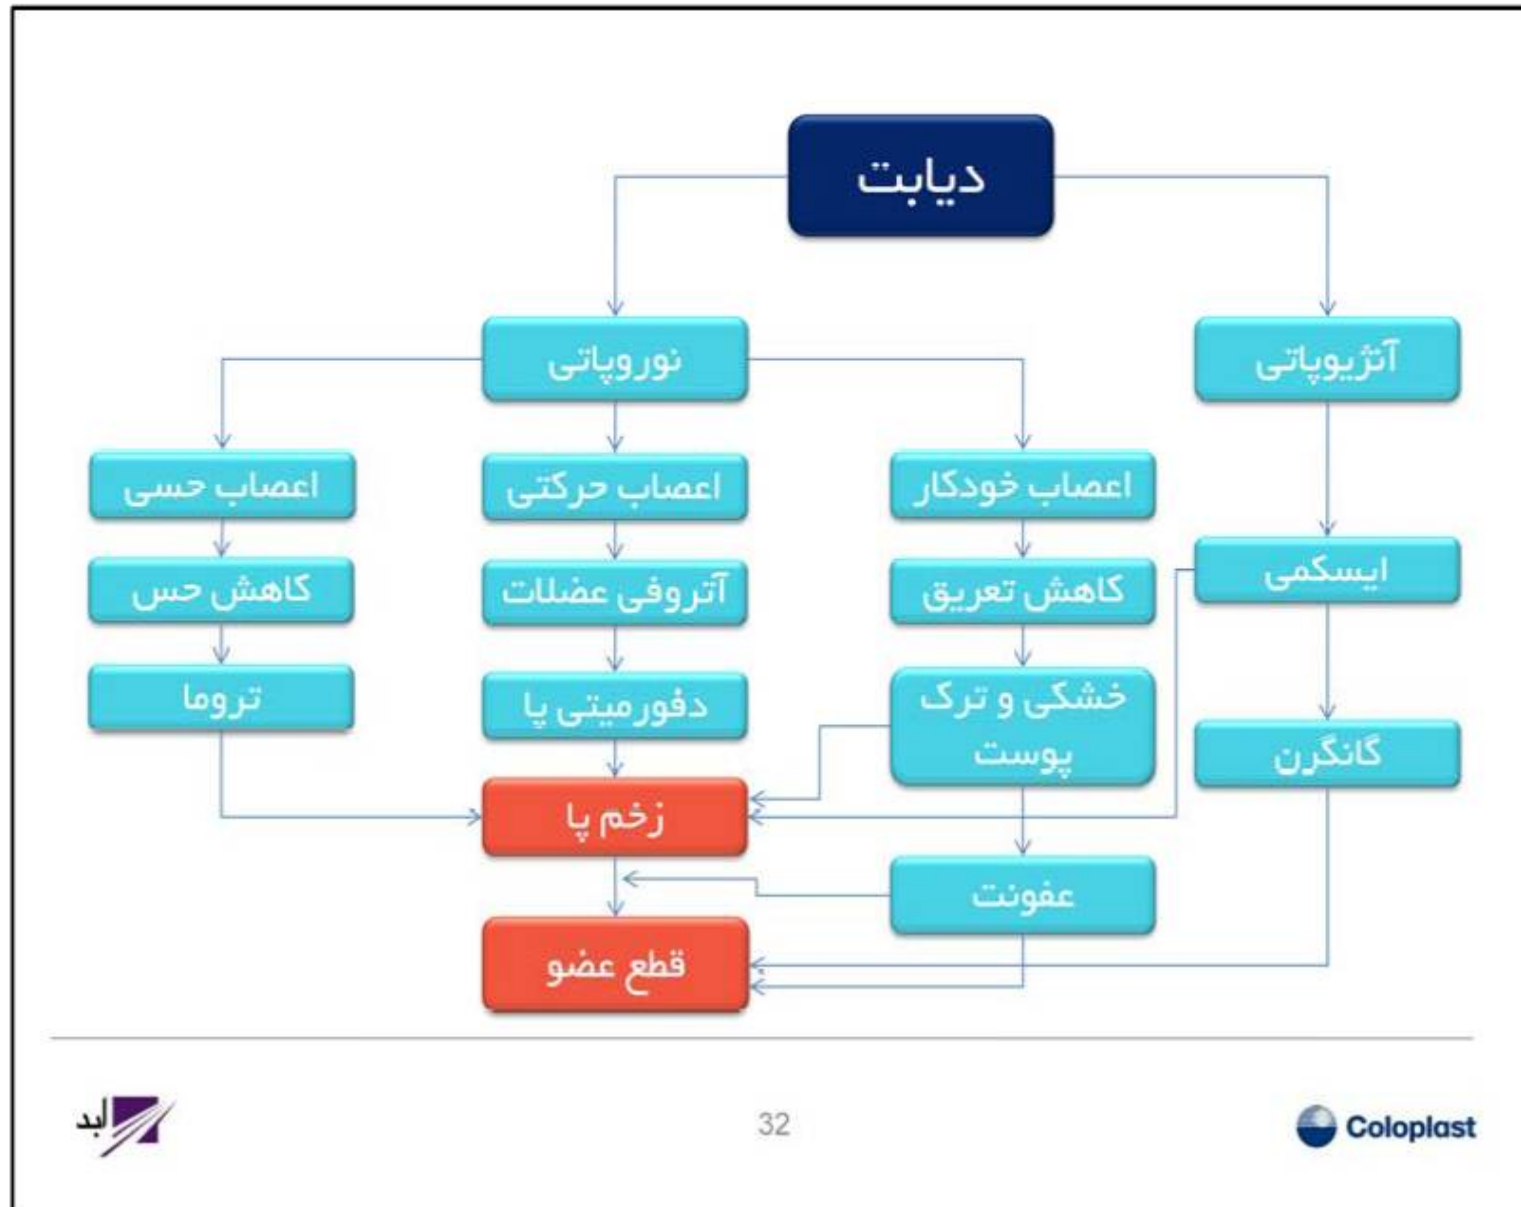 دیابت
نوروپاتی
آنژیوپاتی
اعصاب حسی
اعصاب حرکتی
اعصاب خودکار
ایسکمی
کاهش حس
آتروفی عضلات
کاهش تعریق
تروما
دفورمیتی پا
خشکی و ترک
پوست
گانگرن
زخم پا
عفونت
قطع عضو
ابد
32
Coloplast